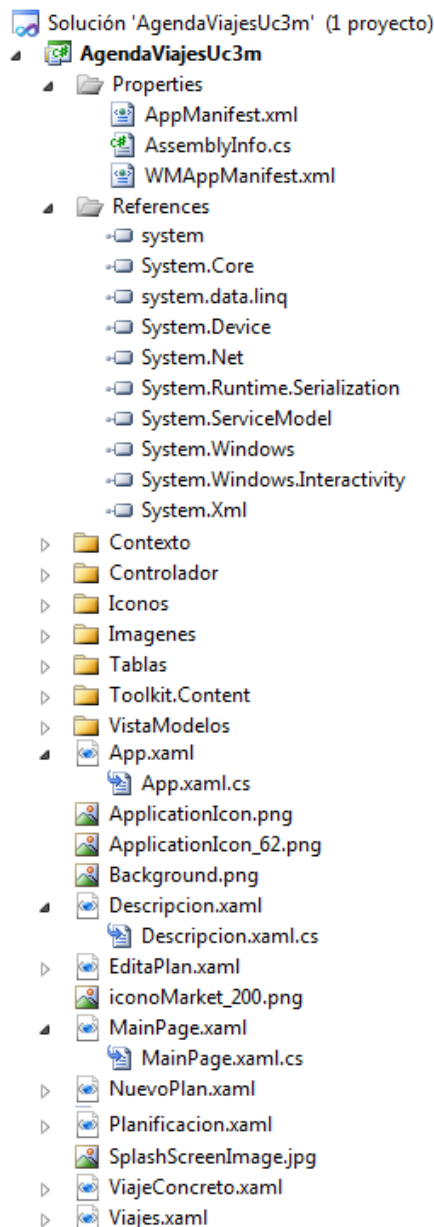 Solución 'AgendaViajesUc3m' (1 proyecto)
AgendaViajesUc3m
Properties
AppManifest.xml
AssemblyInfo.cs
WMAppManifest.xml
References
system
System.Core
system.data.linq
System.Device
System.Net
System.Runtime.Serialization
System.ServiceModel
System.Windows
System.Windows.Interactivity
System.Xml
Contexto
Controlador
Iconos
Imagenes
Tablas
Toolkit.Content
VistaModelos
App.xaml
App.xaml.cs
ApplicationIcon.png
ApplicationIcon_62.png
Background.png
Descripcion.xaml
Descripcion.xaml.cs
EditaPlan.xaml
iconoMarket_200.png
MainPage.xaml
MainPage.xaml.cs
NuevoPlan.xaml
Planificacion.xaml
SplashScreenImage.jpg
ViajeConcreto.xaml
Viajes.xaml